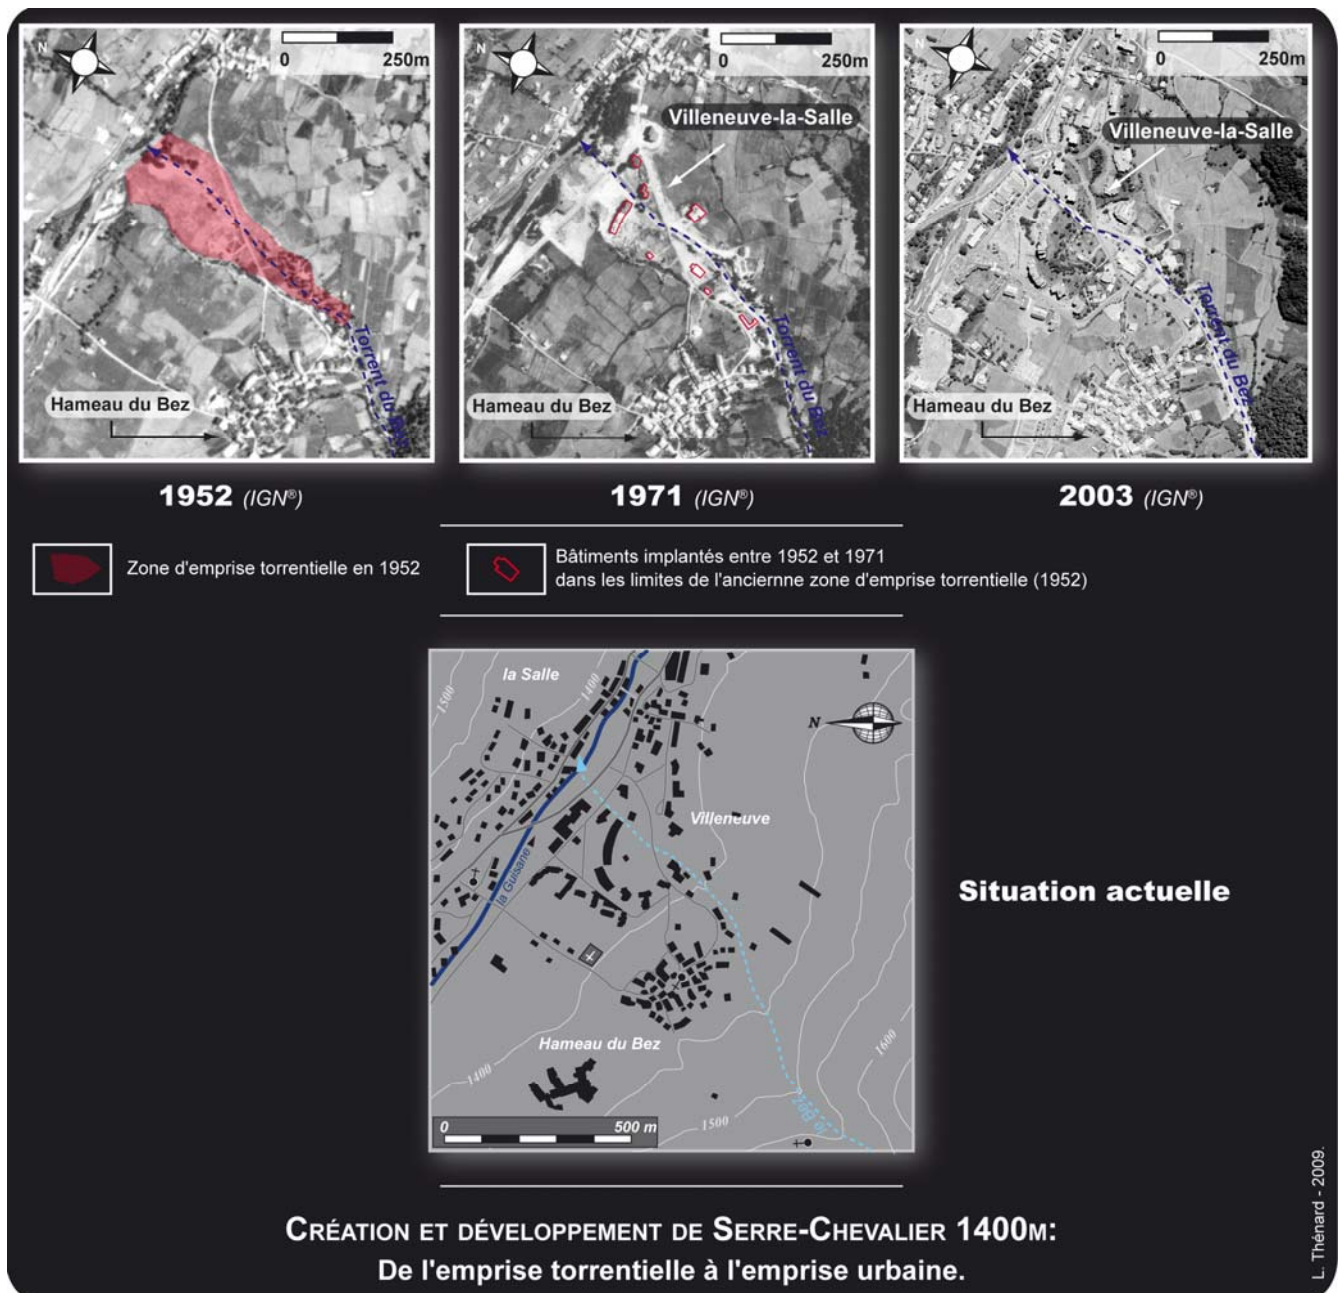 N
0 250m
Hameau du Bez
Torrent du Bez
N
0 250m
Villeneuve-la-Salle
Hameau du Bez
Torrent du Bez
N
0 250m
Villeneuve-la-Salle
Hameau du Bez
Torrent du Bez
1952 (IGN®)
1971 (IGN®)
2003 (IGN®)
Zone d'emprise torrentielle en 1952
Bâtiments implantés entre 1952 et 1971
dans les limites de l'anciernne zone d'emprise torrentielle (1952)
la Salle
1500
1400
N
Villeneuve
la Guisane
Hameau du Bez
1400
1500
1600
le Bez
0 500 m
Situation actuelle
CRÉATION ET DÉVELOPPEMENT DE SERRE-CHEVALIER 1400M:
De l'emprise torrentielle à l'emprise urbaine.
L. Thénard - 2009.